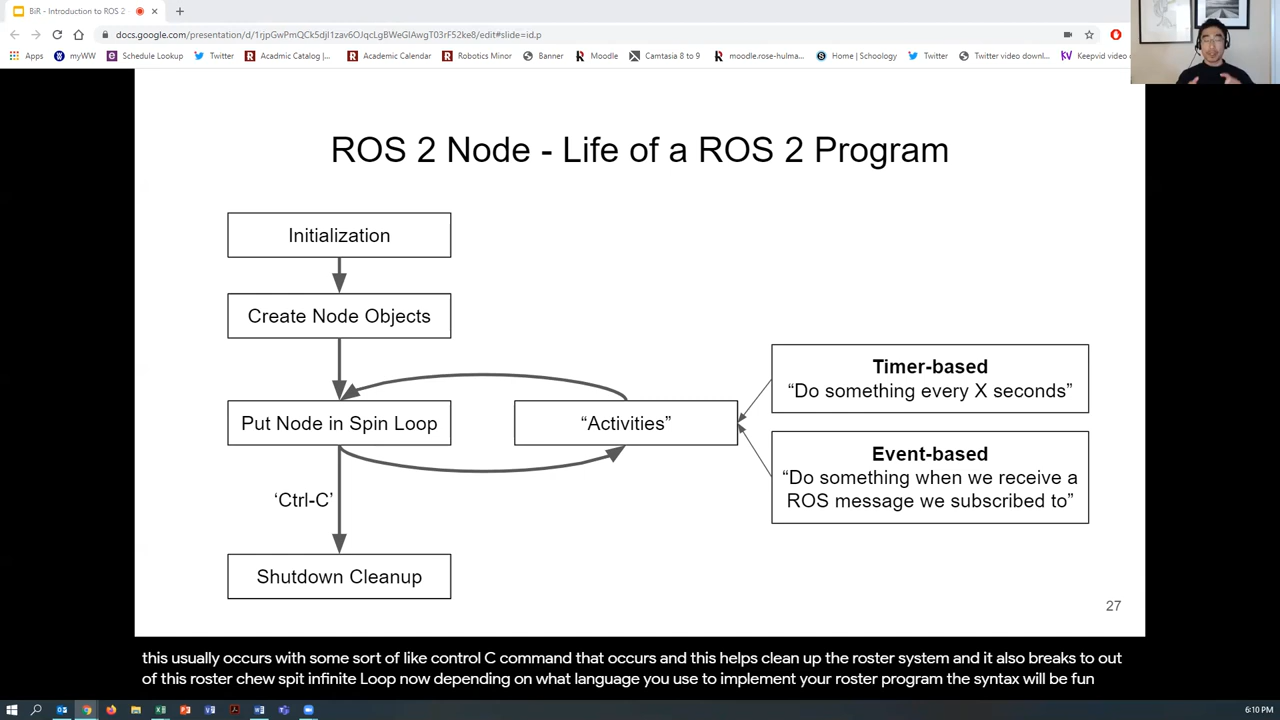 BiR - Introduction to ROS 2
docs.google.com/presentation/d/1rjpGwPmQCk5djI1zav6OJqcLgBWeGIAwgT03rF52ke8/edit#slide=id.p
Apps myWW Schedule Lookup Twitter Acadmic Catalog |... Academic Calendar Robotics Minor Banner Moodle Camtasia 8 to 9 moodle.rose-hulma... Home | Schoology Twitter Twitter video downl... Keepvid video
ROS 2 Node - Life of a ROS 2 Program
Initialization
Create Node Objects
Put Node in Spin Loop
“Activities”
Timer-based
“Do something every X seconds”
Event-based
“Do something when we receive a
ROS message we subscribed to”
‘Ctrl-C’
Shutdown Cleanup
27
this usually occurs with some sort of like control C command that occurs and this helps clean up the roster system and it also breaks to out
of this roster chew spit infinite Loop now depending on what language you use to implement your roster program the syntax will be fun
6:10 PM